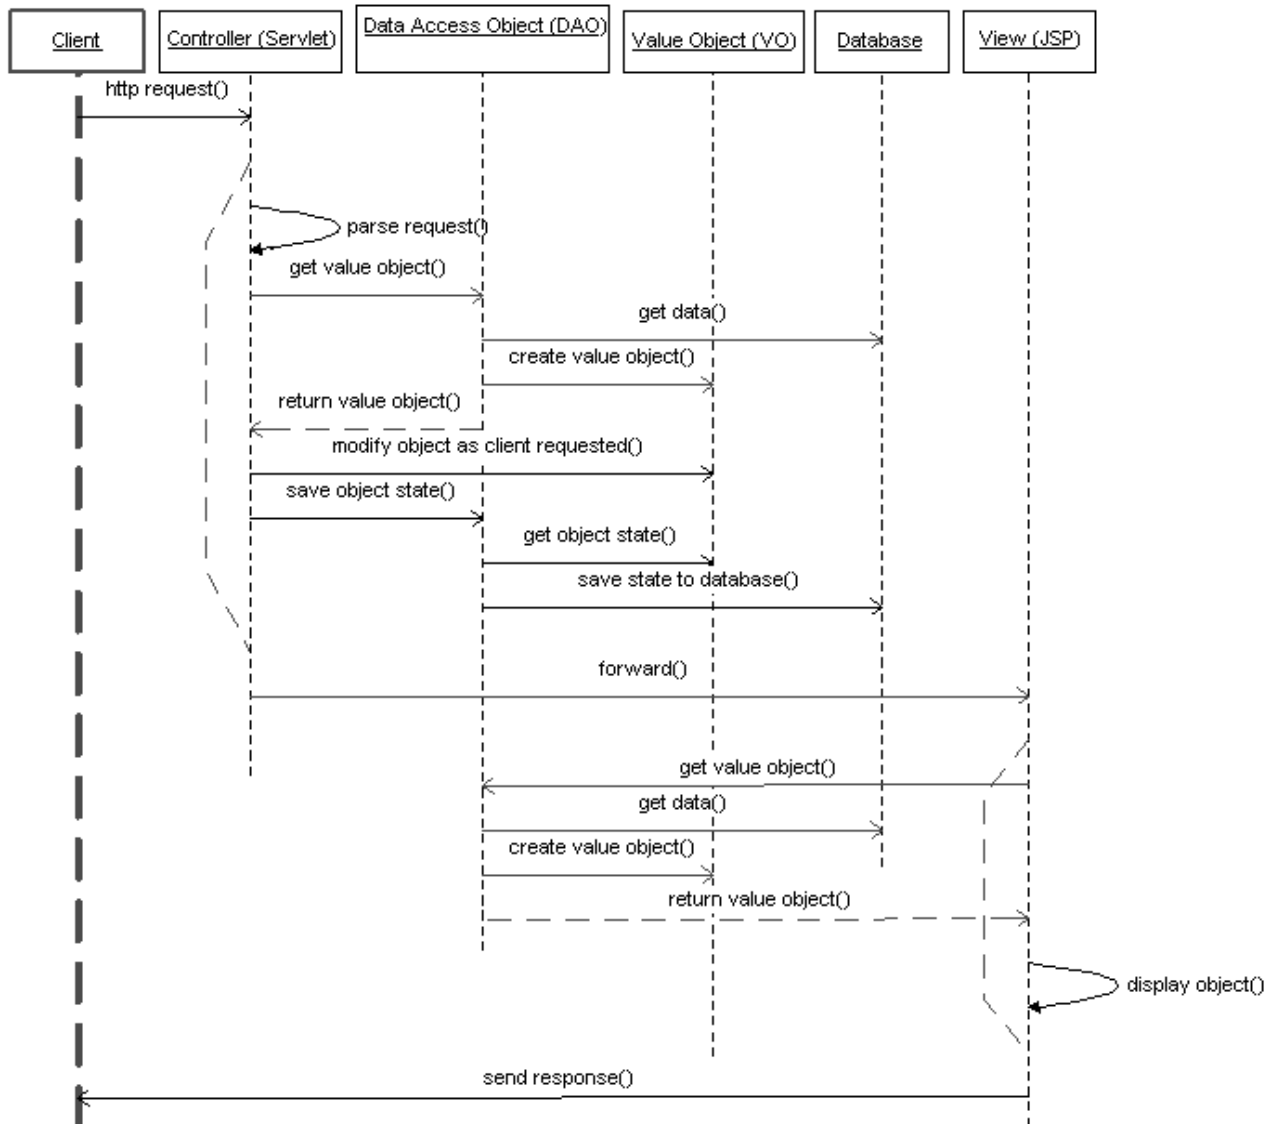 Client
Controller (Servlet)
Data Access Object (DAO)
Value Object (VO)
Database
View (JSP)
http request()
parse request()
get value object()
get data()
create value object()
return value object()
modify object as client requested()
save object state()
get object state()
save state to database()
forward()
get value object()
get data()
create value object()
return value object()
display object()
send response()